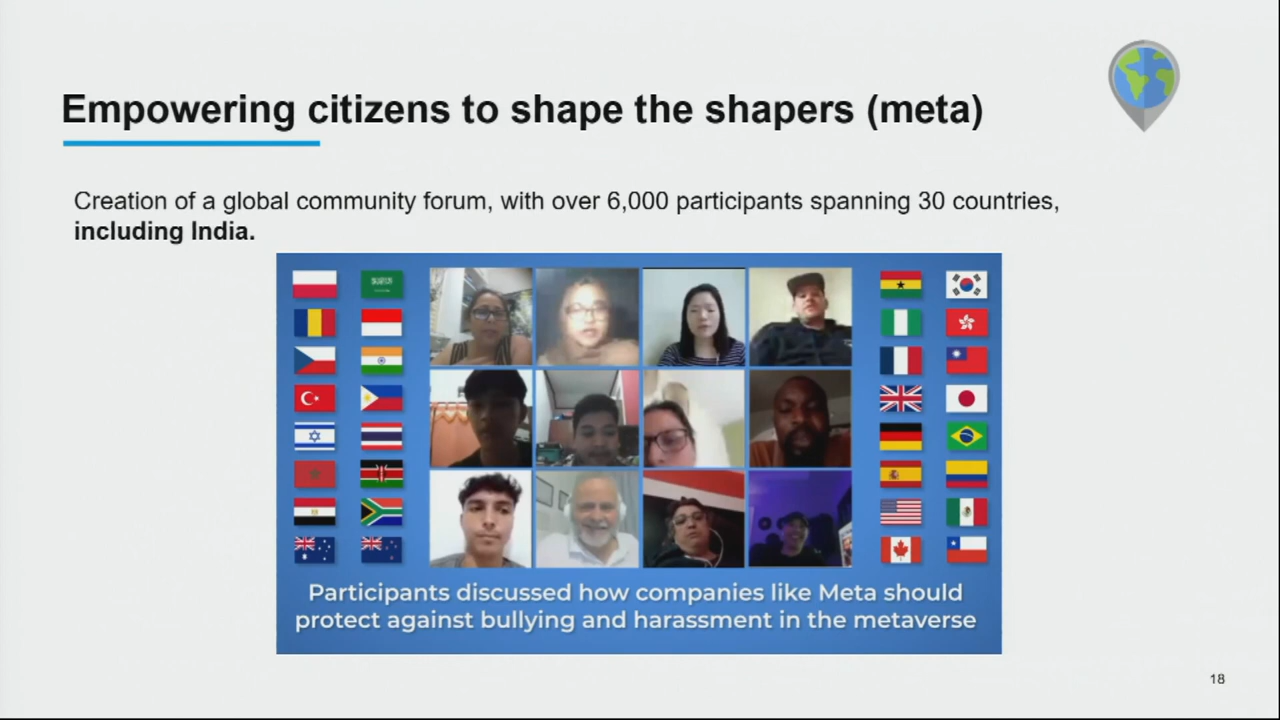 Empowering citizens to shape the shapers (meta)
Creation of a global community forum, with over 6,000 participants spanning 30 countries,
including India.
Participants discussed how companies like Meta should
protect against bullying and harassment in the metaverse
18